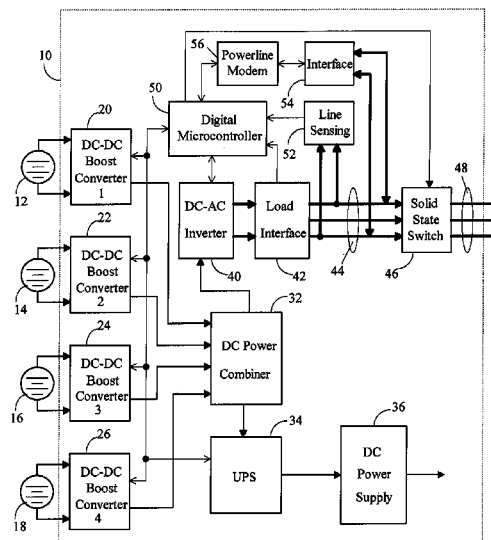 10
56
Powerline
Modem
Interface
54
50
Digital
Microcontroller
Line
Sensing
52
20
DC-DC
Boost
Converter
1
12
DC-AC
Inverter
40
Load
Interface
42
44
Solid
State
Switch
46
48
22
DC-DC
Boost
Converter
2
14
32
DC Power
Combiner
24
DC-DC
Boost
Converter
3
16
34
UPS
36
DC
Power
Supply
26
DC-DC
Boost
Converter
4
18